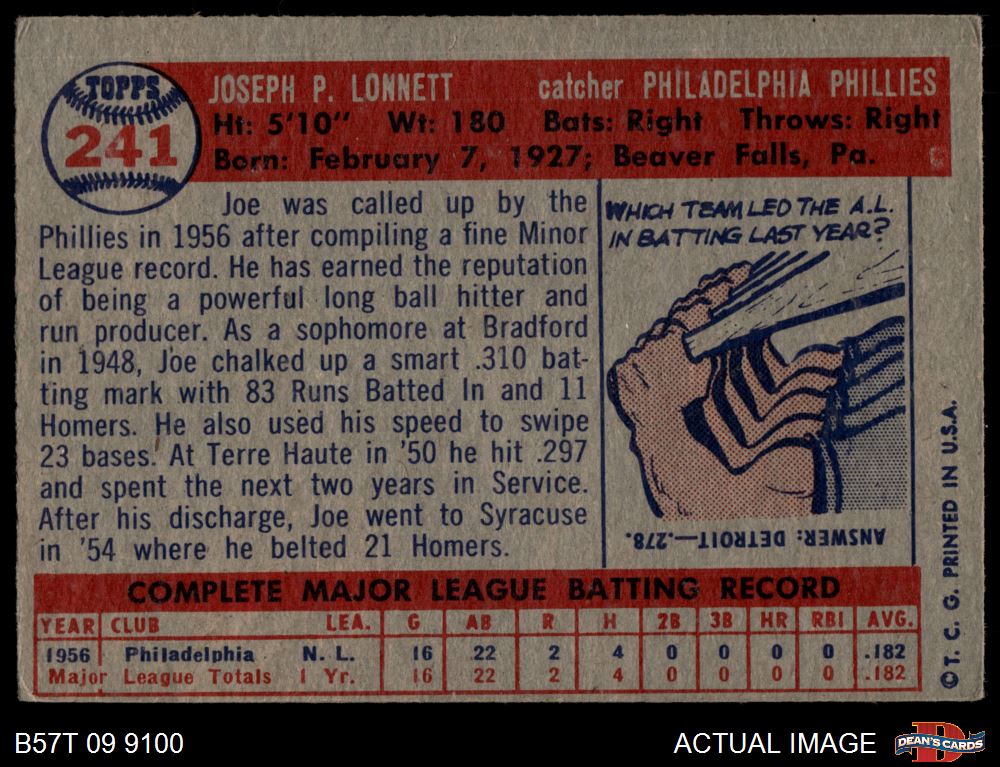 TOPPS
241
JOSEPH P. LONNETT catcher PHILADELPHIA PHILLIES
Ht: 5'10" Wt: 180 Bats: Right Throws: Right
Born: February 7, 1927; Beaver Falls, Pa.
Joe was called up by the
Phillies in 1956 after compiling a fine Minor
League record. He has earned the reputation
of being a powerful long ball hitter and
run producer. As a sophomore at Bradford
in 1948, Joe chalked up a smart .310 bat-
ting mark with 83 Runs Batted In and 11
Homers. He also used his speed to swipe
23 bases. At Terre Haute in '50 he hit .297
and spent the next two years in Service.
After his discharge, Joe went to Syracuse
in '54 where he belted 21 Homers.
WHICH TEAM LED THE A.L.
IN BATTING LAST YEAR?
ANSWER: DETROIT—.278.
© T. C. G. PRINTED IN U.S.A.
COMPLETE MAJOR LEAGUE BATTING RECORD
YEAR CLUB LEA. G AB R H 2B 3B HR RBI AVG.
1956 Philadelphia N. L. 16 22 2 4 0 0 0 0 .182
Major League Totals 1 Yr. 16 22 2 4 0 0 0 0 .182
B57T 09 9100
ACTUAL IMAGE
DEAN'S CARDS